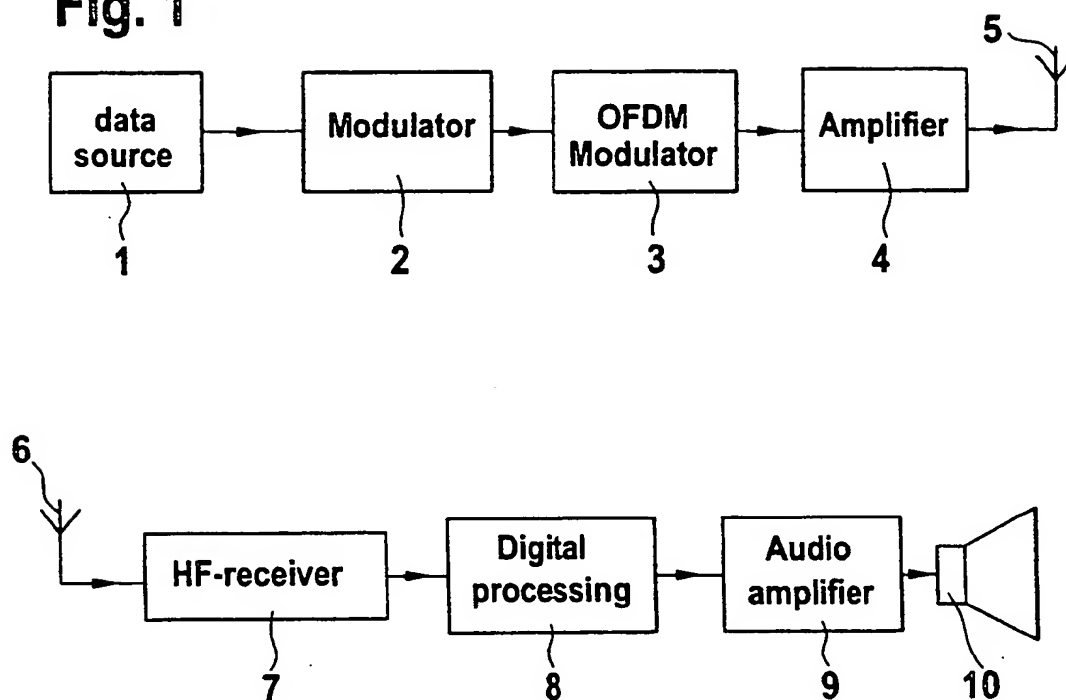 Fig. 1
5
data
source
Modulator
OFDM
Modulator
Amplifier
1
2
3
4
6
HF-receiver
Digital
processing
Audio
amplifier
7
8
9
10